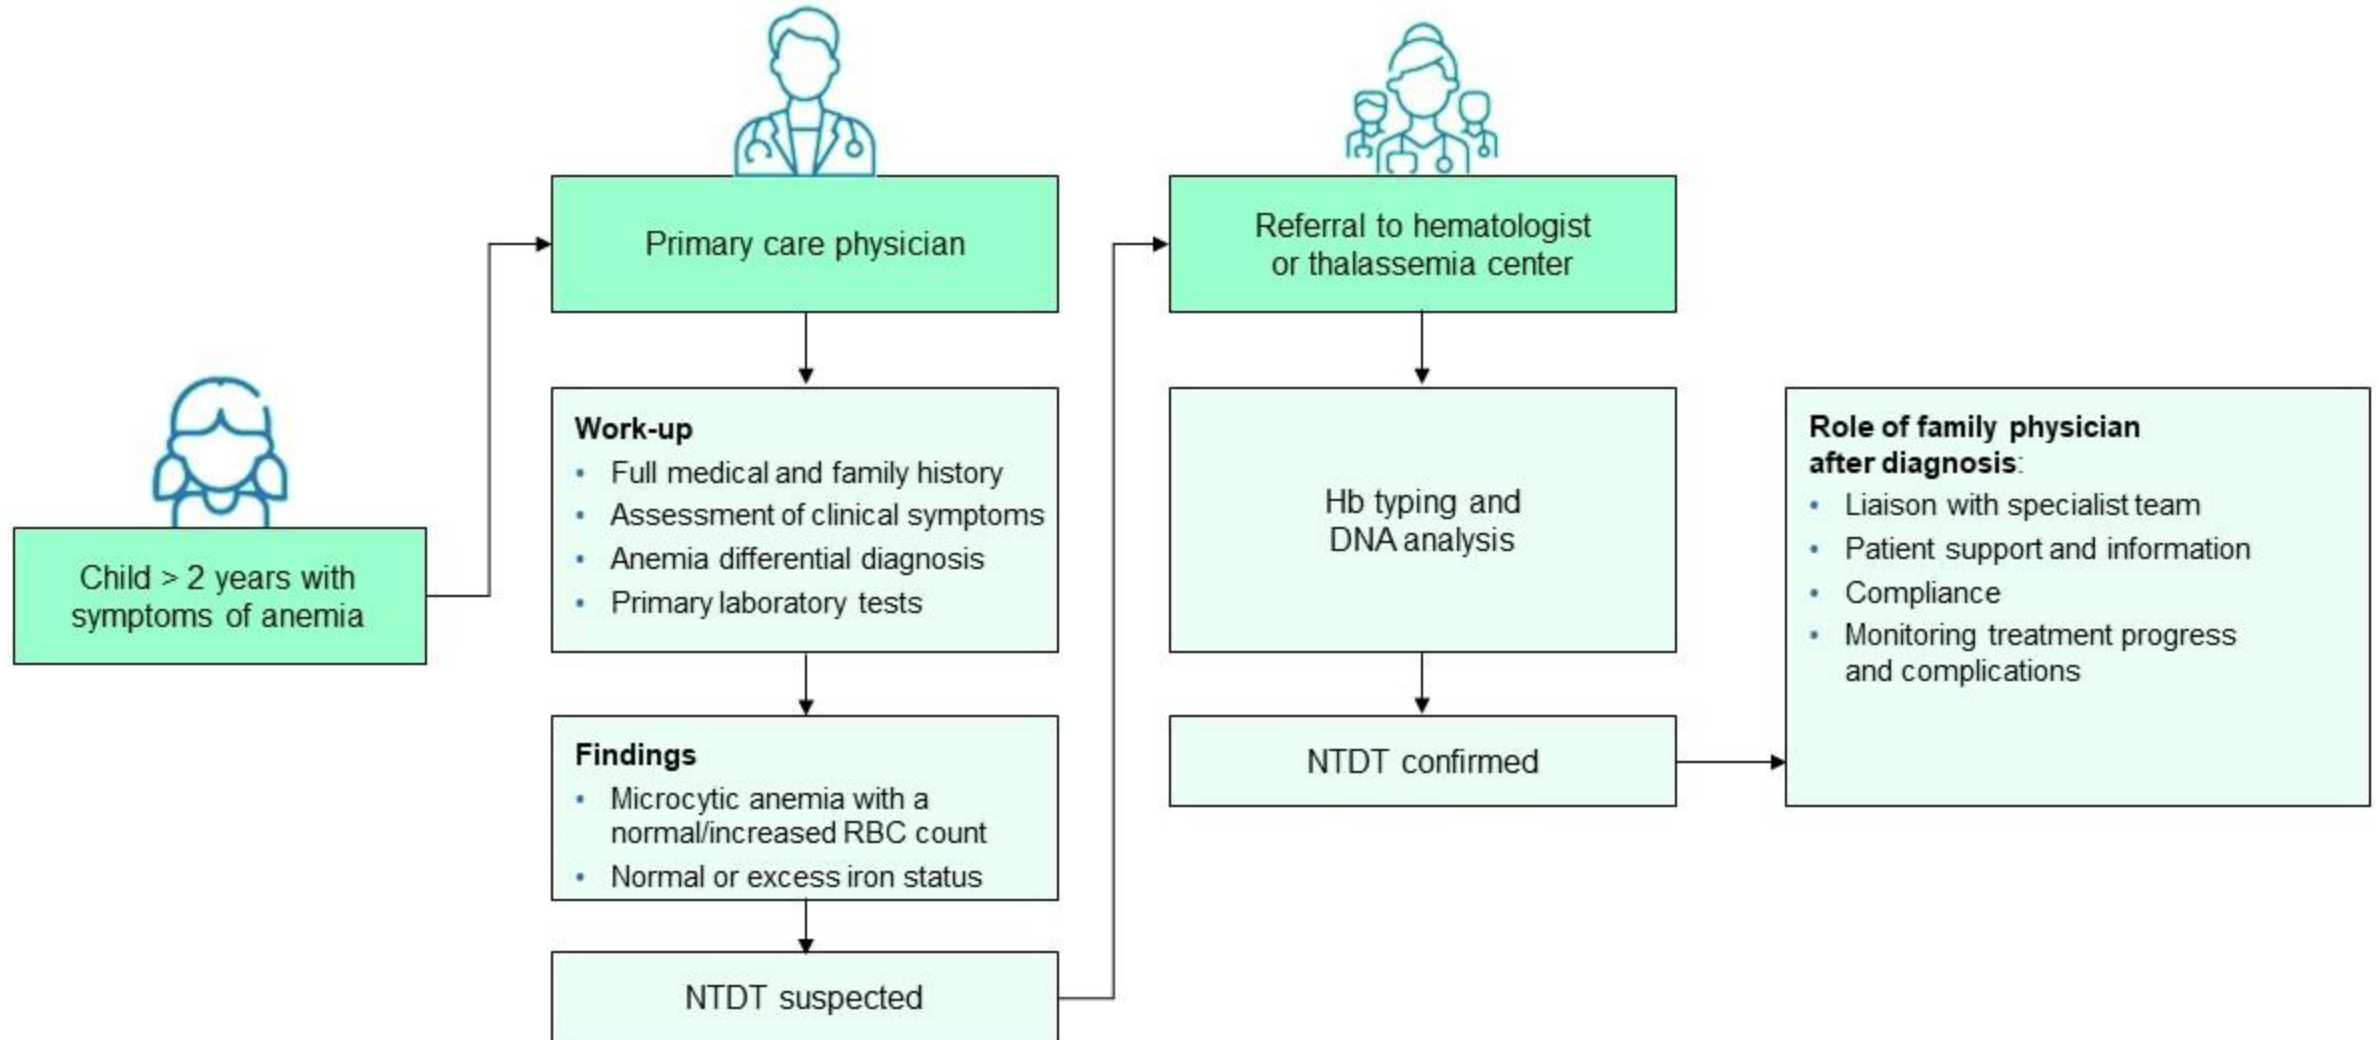 Child > 2 years with
symptoms of anemia
Primary care physician
Work-up
• Full medical and family history
• Assessment of clinical symptoms
• Anemia differential diagnosis
• Primary laboratory tests
Findings
• Microcytic anemia with a
normal/increased RBC count
• Normal or excess iron status
NTDT suspected
Referral to hematologist
or thalassemia center
Hb typing and
DNA analysis
NTDT confirmed
Role of family physician
after diagnosis:
• Liaison with specialist team
• Patient support and information
• Compliance
• Monitoring treatment progress
and complications